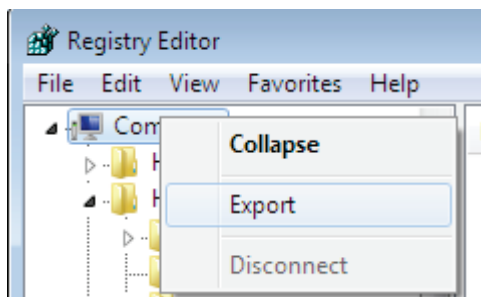 Registry Editor
File Edit View Favorites Help
Com
Collapse
H
H
Export
Disconnect